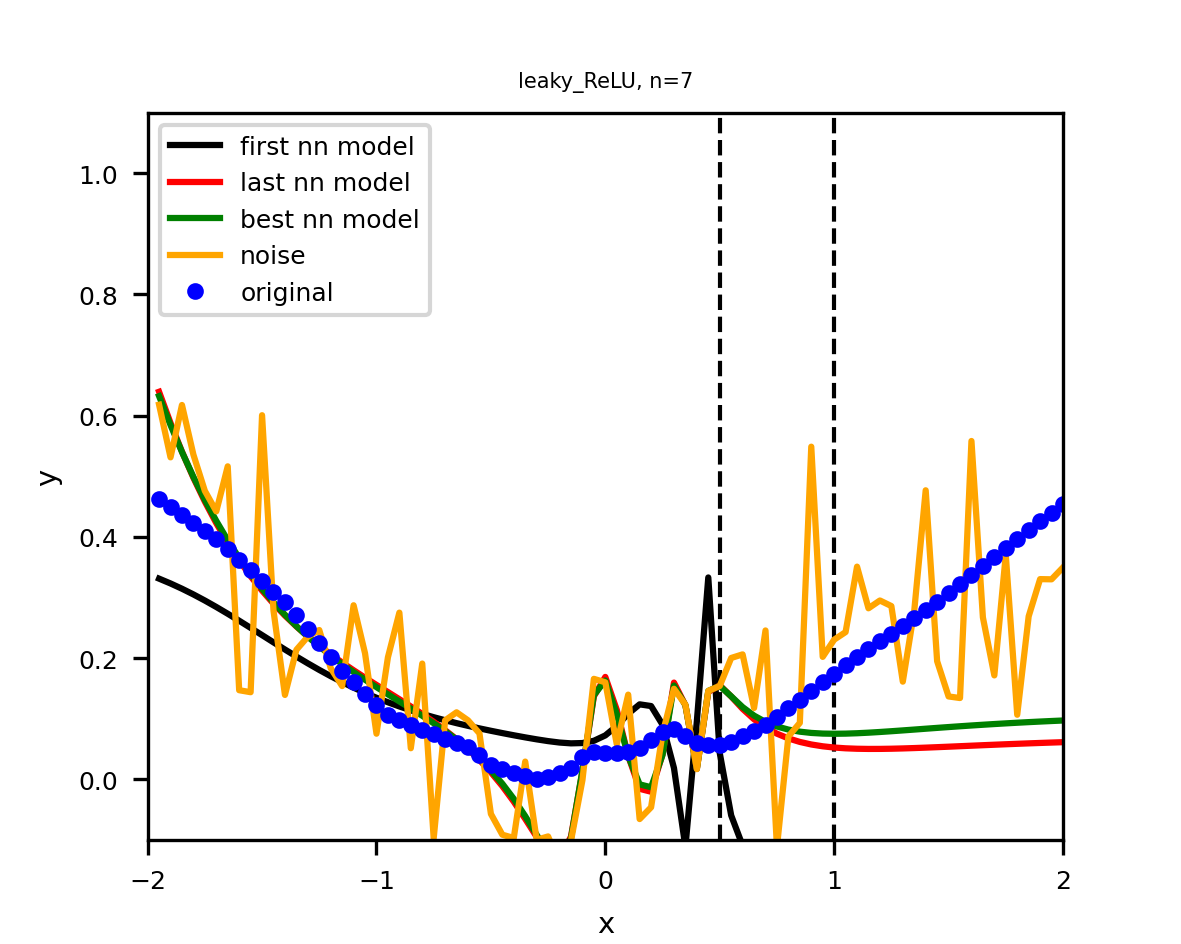 leaky_ReLU, n=7
first nn model
last nn model
best nn model
noise
original
1.0
0.8
0.6
0.4
0.2
0.0
y
−2
−1
0
1
2
x